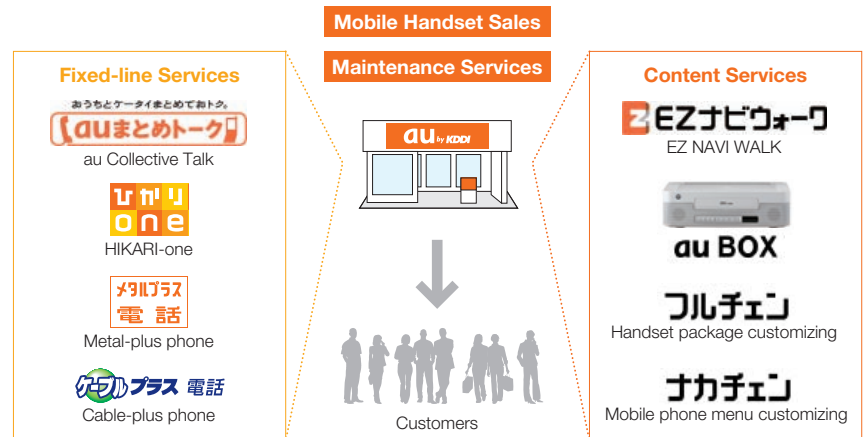 Mobile Handset Sales
Maintenance Services
Fixed-line Services
おうちとケータイまとめておトク。
auまとめトーク
au Collective Talk
ひかり
one
HIKARI-one
メタルプラス
電話
Metal-plus phone
ケーブルプラス 電話
Cable-plus phone
au by KDDI
Customers
Content Services
EZナビウォーク
EZ NAVI WALK
au BOX
フルチェン
Handset package customizing
ナカチェン
Mobile phone menu customizing